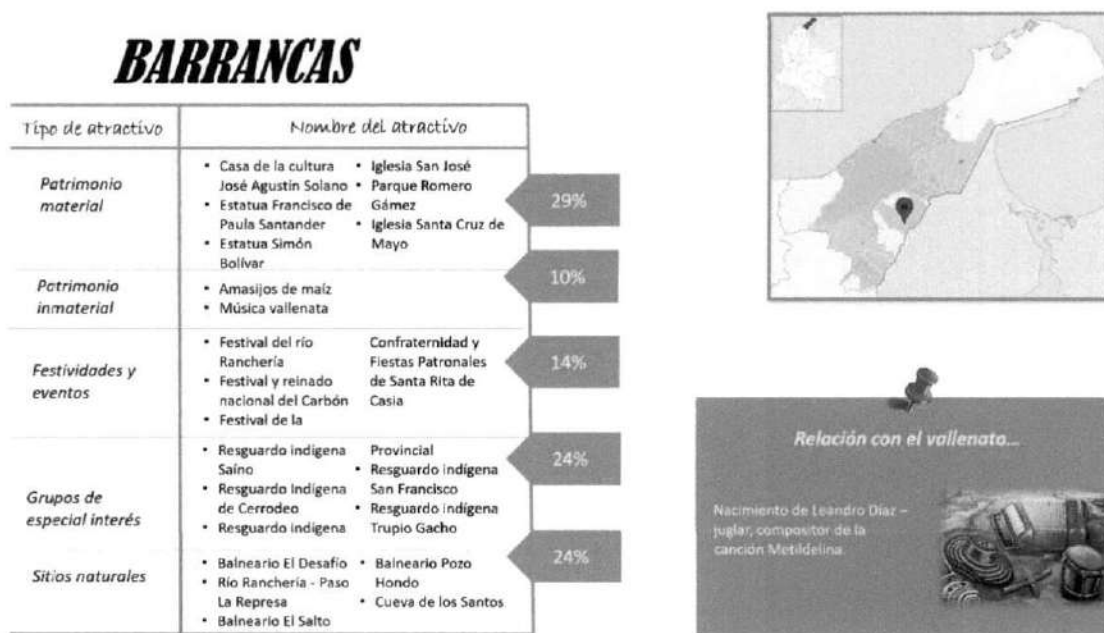 BARRANCAS
Tipo de atractivo
Nombre del atractivo
Patrimonio
material
• Casa de la cultura
José Agustin Solano
• Estatua Francisco de
Paula Santander
• Estatua Simón
Bolívar
• Iglesia San José
• Parque Romero
Gámez
• Iglesia Santa Cruz de
Mayo
29%
Patrimonio
inmaterial
• Amasijos de maíz
• Música vallenata
10%
Festividades y
eventos
• Festival del río
Ranchería
• Festival y reinado
nacional del Carbón
• Festival de la
Confraternidad y
Fiestas Patronales
de Santa Rita de
Casia
14%
Grupos de
especial interés
• Resguardo indígena
Saíno
• Resguardo Indígena
de Cerrodeo
• Resguardo indígena
Provincial
• Resguardo indígena
San Francisco
• Resguardo indígena
Trupio Gacho
24%
Sitios naturales
• Balneario El Desafío
• Río Ranchería - Paso
La Represa
• Balneario El Salto
• Balneario Pozo
Hondo
• Cueva de los Santos
24%
Relación con el vallenato...
Nacimiento de Leandro Díaz –
juglar, compositor de la
canción Metildelina.